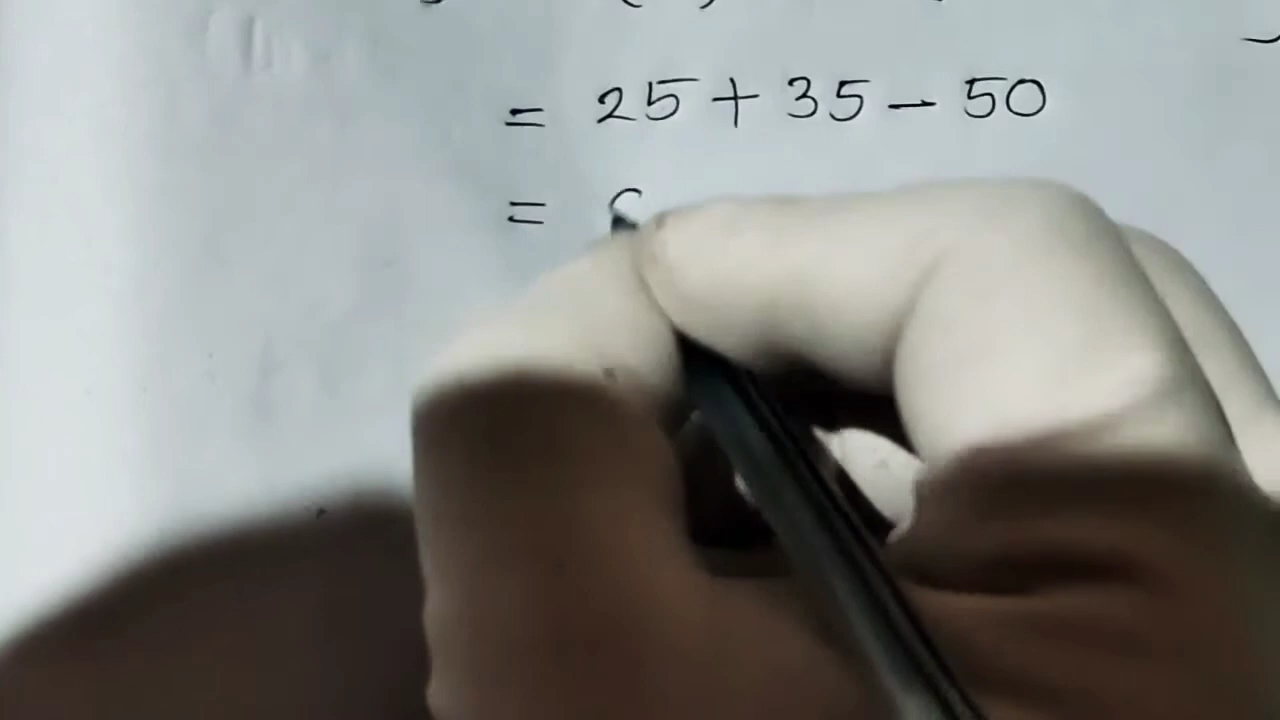 = 25 + 35 - 50
=